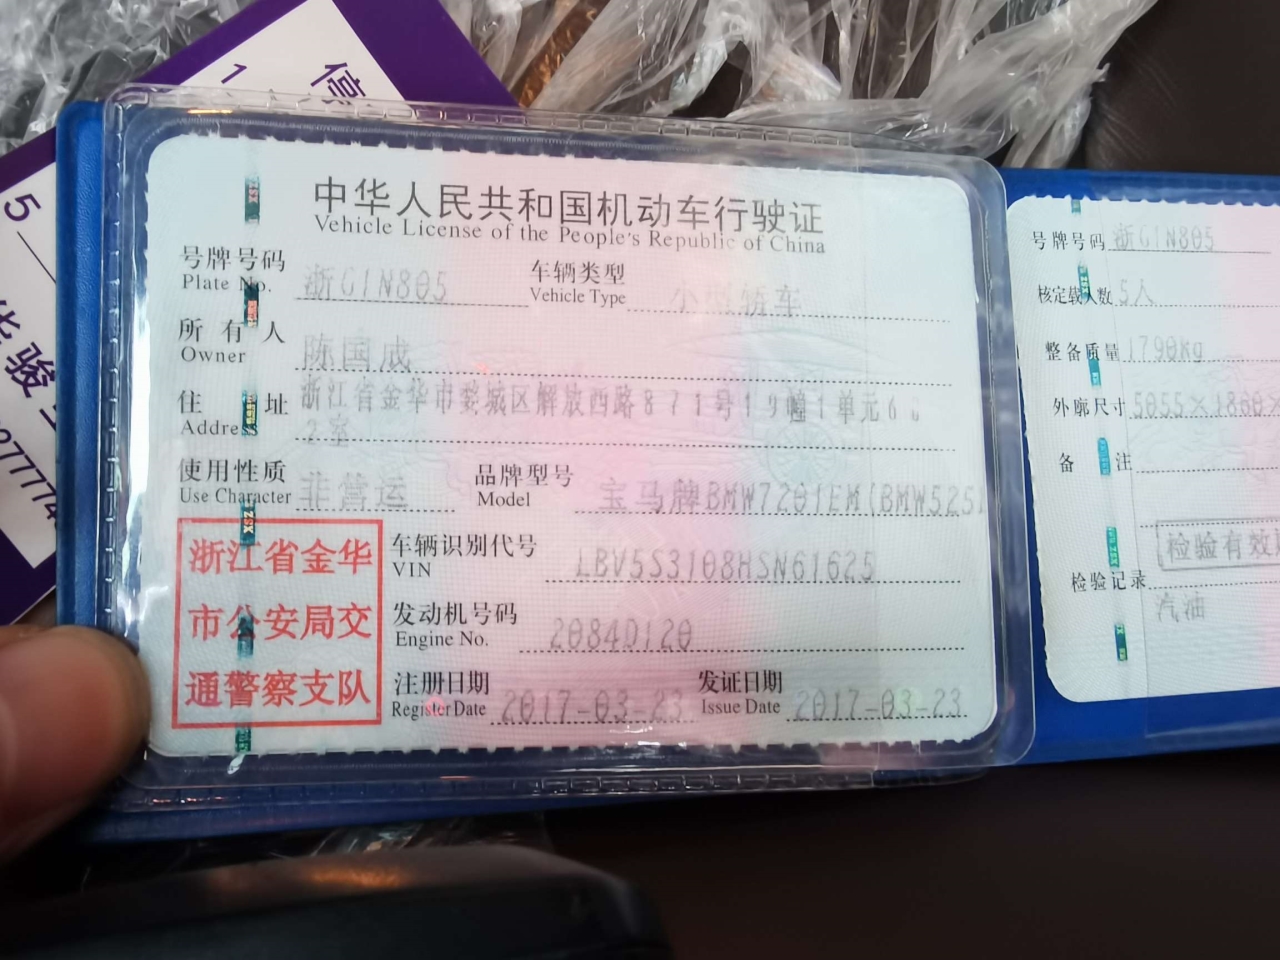 中华人民共和国机动车行驶证
Vehicle License of the People's Republic of China
号牌号码 浙G1N805 车辆类型 小型轿车
Plate No. Vehicle Type
所有人 陈国成
Owner
住址 浙江省金华市婺城区解放西路871号19幢1单元6
Address 2室
使用性质 非营运 品牌型号 宝马牌BMW7201EM(BMW525
Use Character Model
浙江省金华
市公安局交
通警察支队
车辆识别代号 LBV5S3108HSN61625
VIN
发动机号码 2084D120
Engine No.
注册日期 2017-03-23 发证日期 2017-03-23
Register Date Issue Date
号牌号码 浙G1N805
核定载人数 5人
整备质量 1790kg
外廓尺寸 5055×1868×
备注
检验有效
检验记录
汽油
5
1
骏